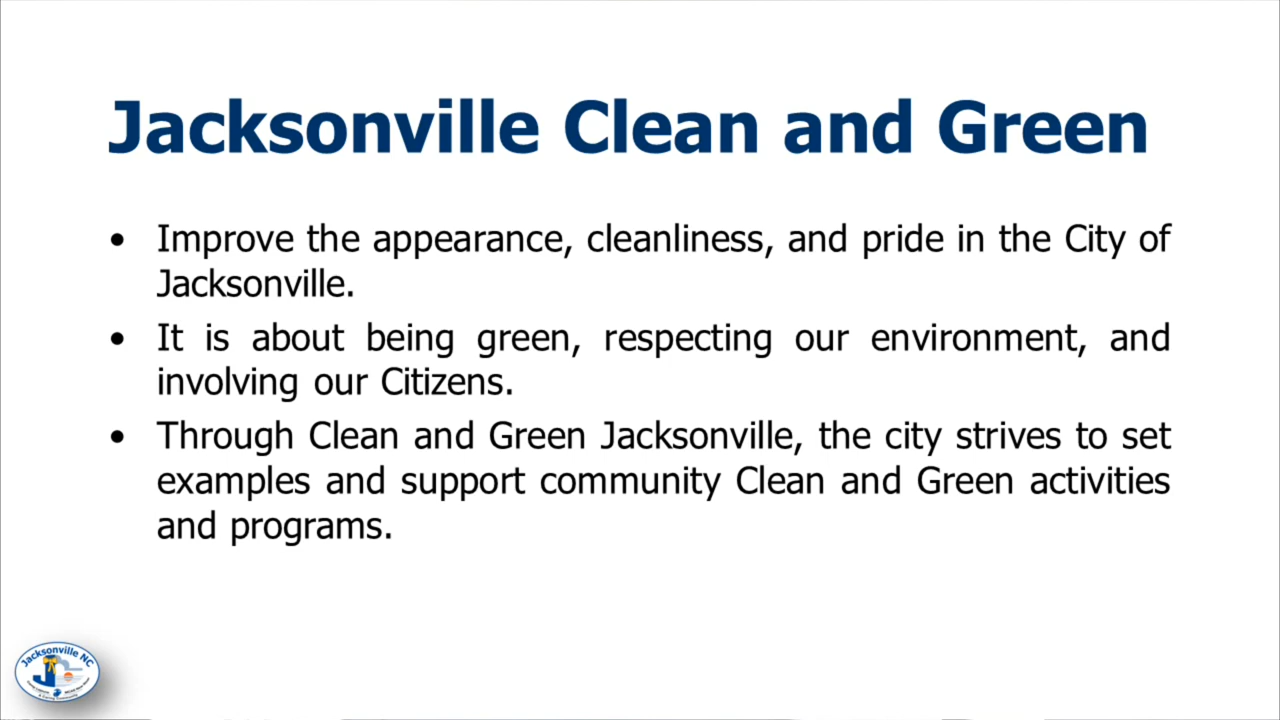 Jacksonville Clean and Green
• Improve the appearance, cleanliness, and pride in the City of
Jacksonville.
• It is about being green, respecting our environment, and
involving our Citizens.
• Through Clean and Green Jacksonville, the city strives to set
examples and support community Clean and Green activities
and programs.
Jacksonville NC